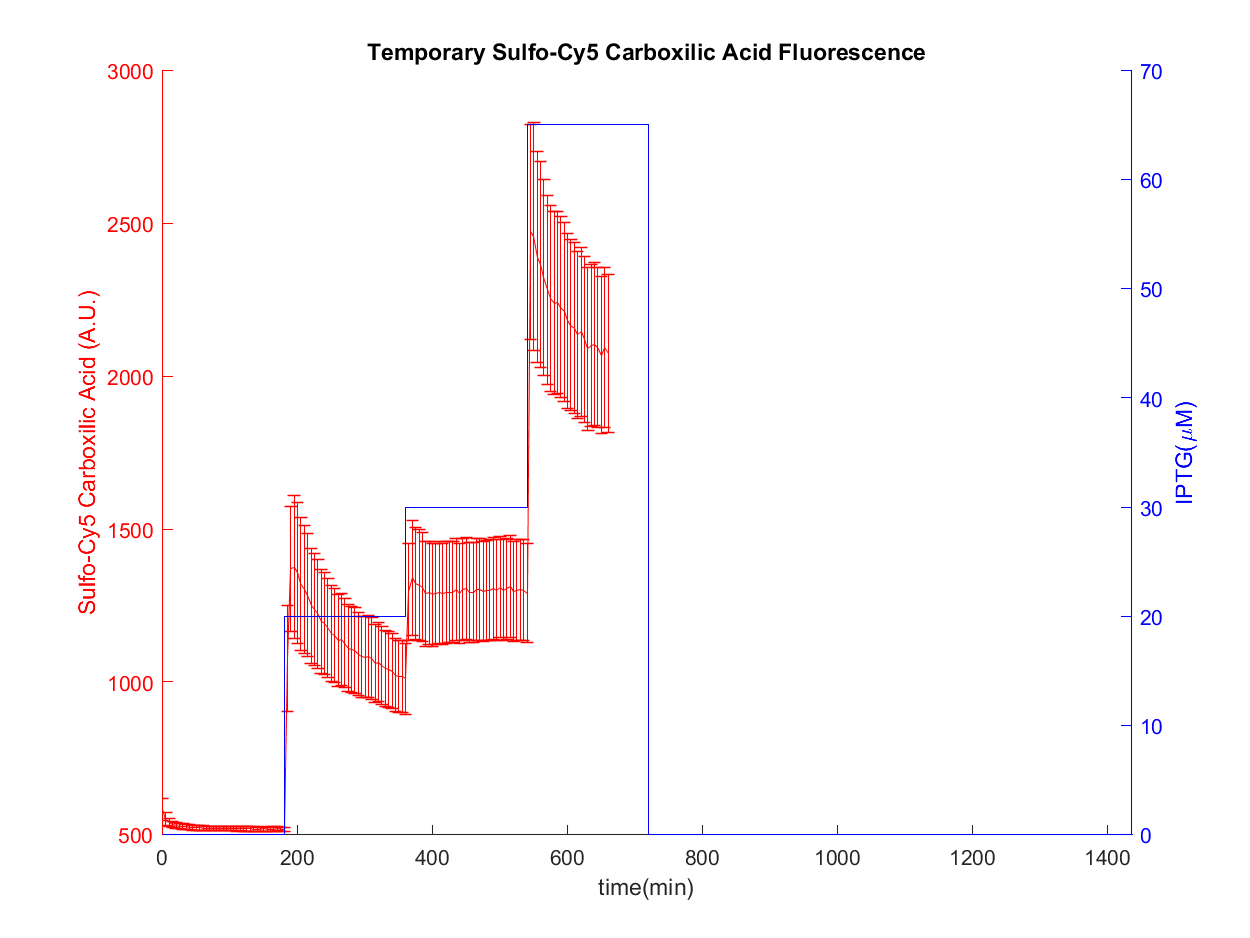 Temporary Sulfo-Cy5 Carboxilic Acid Fluorescence
3000
2500
2000
1500
1000
500
Sulfo-Cy5 Carboxilic Acid (A.U.)
70
60
50
40
30
20
10
0
IPTG(μM)
0 200 400 600 800 1000 1200 1400
time(min)